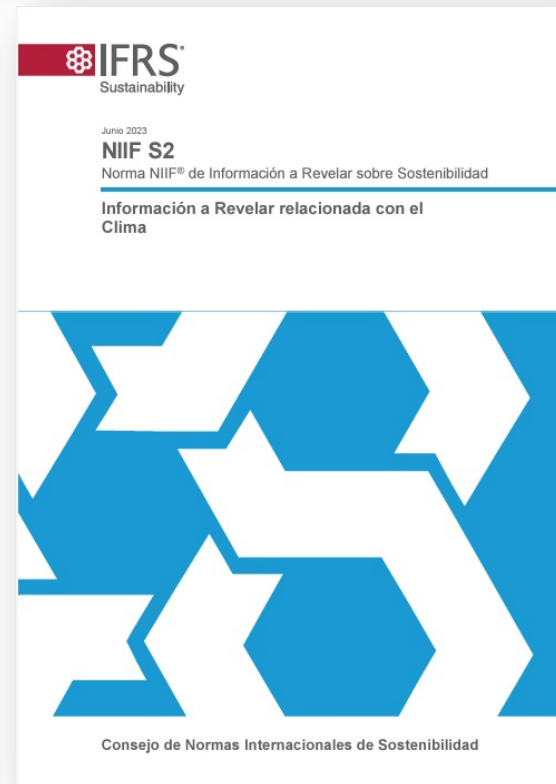 IFRS®
Sustainability
Junio 2023
NIIF S2
Norma NIIF® de Información a Revelar sobre Sostenibilidad
Información a Revelar relacionada con el
Clima
Consejo de Normas Internacionales de Sostenibilidad